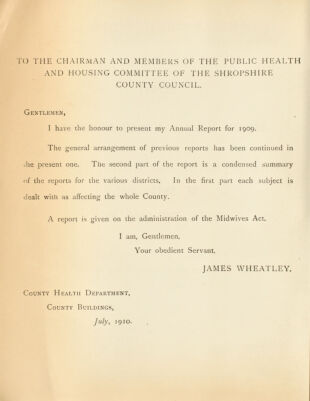 TO THE CHAIRMAN AND MEMBERS OF THE PUBLIC HEALTH
AND HOUSING COMMITTEE OF THE SHROPSHIRE
COUNTY COUNCIL.
GENTLEMEN,
I have the honour to present my Annual Report for 1909.
The general arrangement of previous reports has been continued in
the present one. The second part of the report is a condensed summary
of the reports for the various districts. In the first part each subject is
dealt with as affecting the whole County.
A report is given on the administration of the Midwives Act.
I am, Gentlemen,
Your obedient Servant,
JAMES WHEATLEY.
COUNTY HEALTH DEPARTMENT,
COUNTY BUILDINGS,
July, 1910.